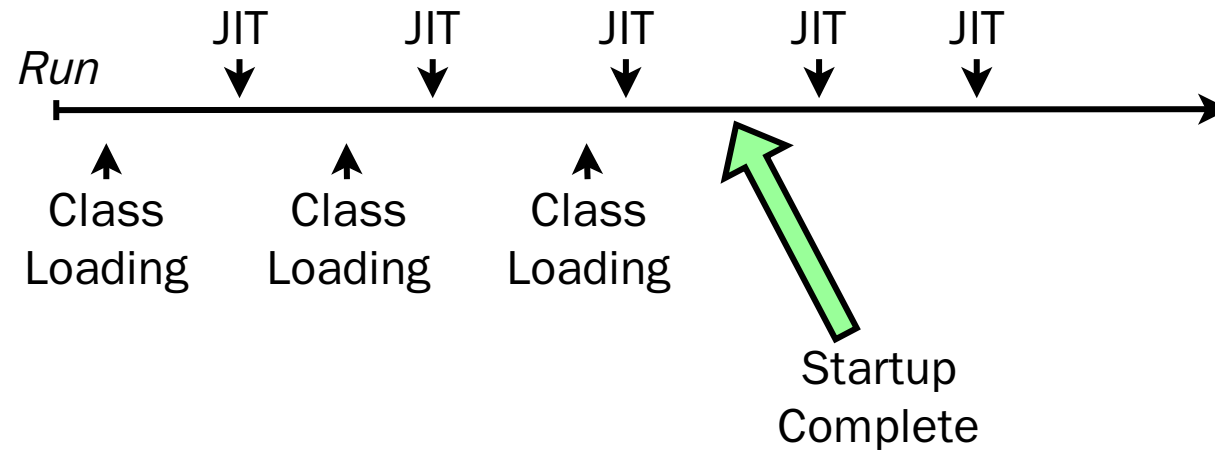 JIT JIT JIT JIT JIT
Run
Class Class Class
Loading Loading Loading
Startup
Complete